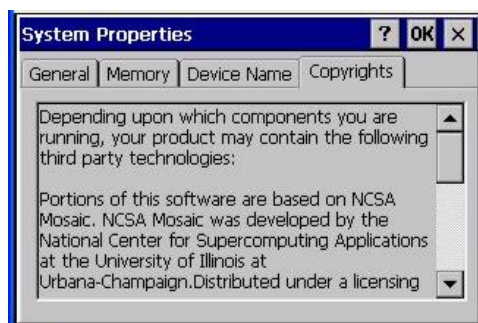 System Properties ? OK ×
General Memory Device Name Copyrights
Depending upon which components you are
running, your product may contain the following
third party technologies:
Portions of this software are based on NCSA
Mosaic. NCSA Mosaic was developed by the
National Center for Supercomputing Applications
at the University of Illinois at
Urbana-Champaign.Distributed under a licensing